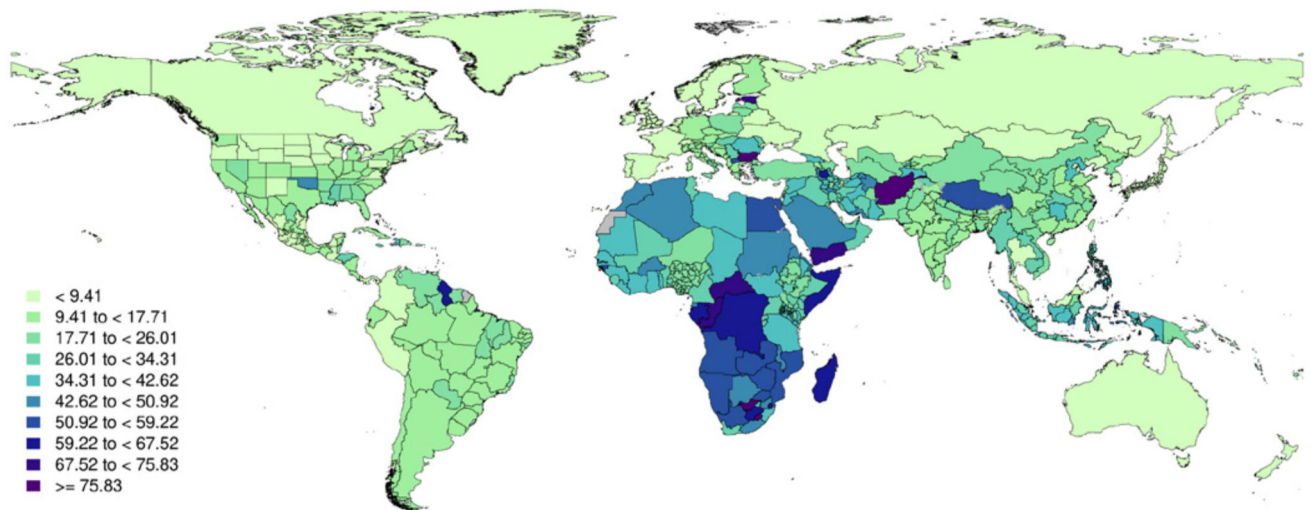 < 9.41
9.41 to < 17.71
17.71 to < 26.01
26.01 to < 34.31
34.31 to < 42.62
42.62 to < 50.92
50.92 to < 59.22
59.22 to < 67.52
67.52 to < 75.83
>= 75.83